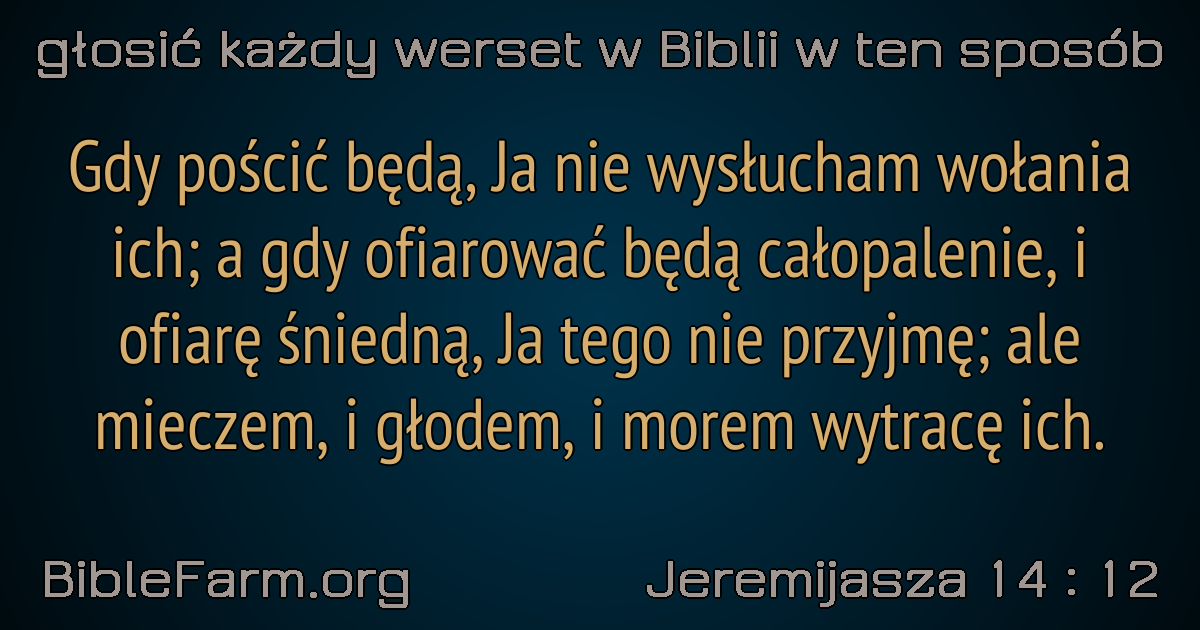 głosić każdy werset w Biblii w ten sposób
Gdy pościć będą, Ja nie wysłucham wołania
ich; a gdy ofiarować będą całopalenie, i
ofiarę śniedną, Ja tego nie przyjmę; ale
mieczem, i głodem, i morem wytracę ich.
BibleFarm.org
Jeremijasza 14 : 12